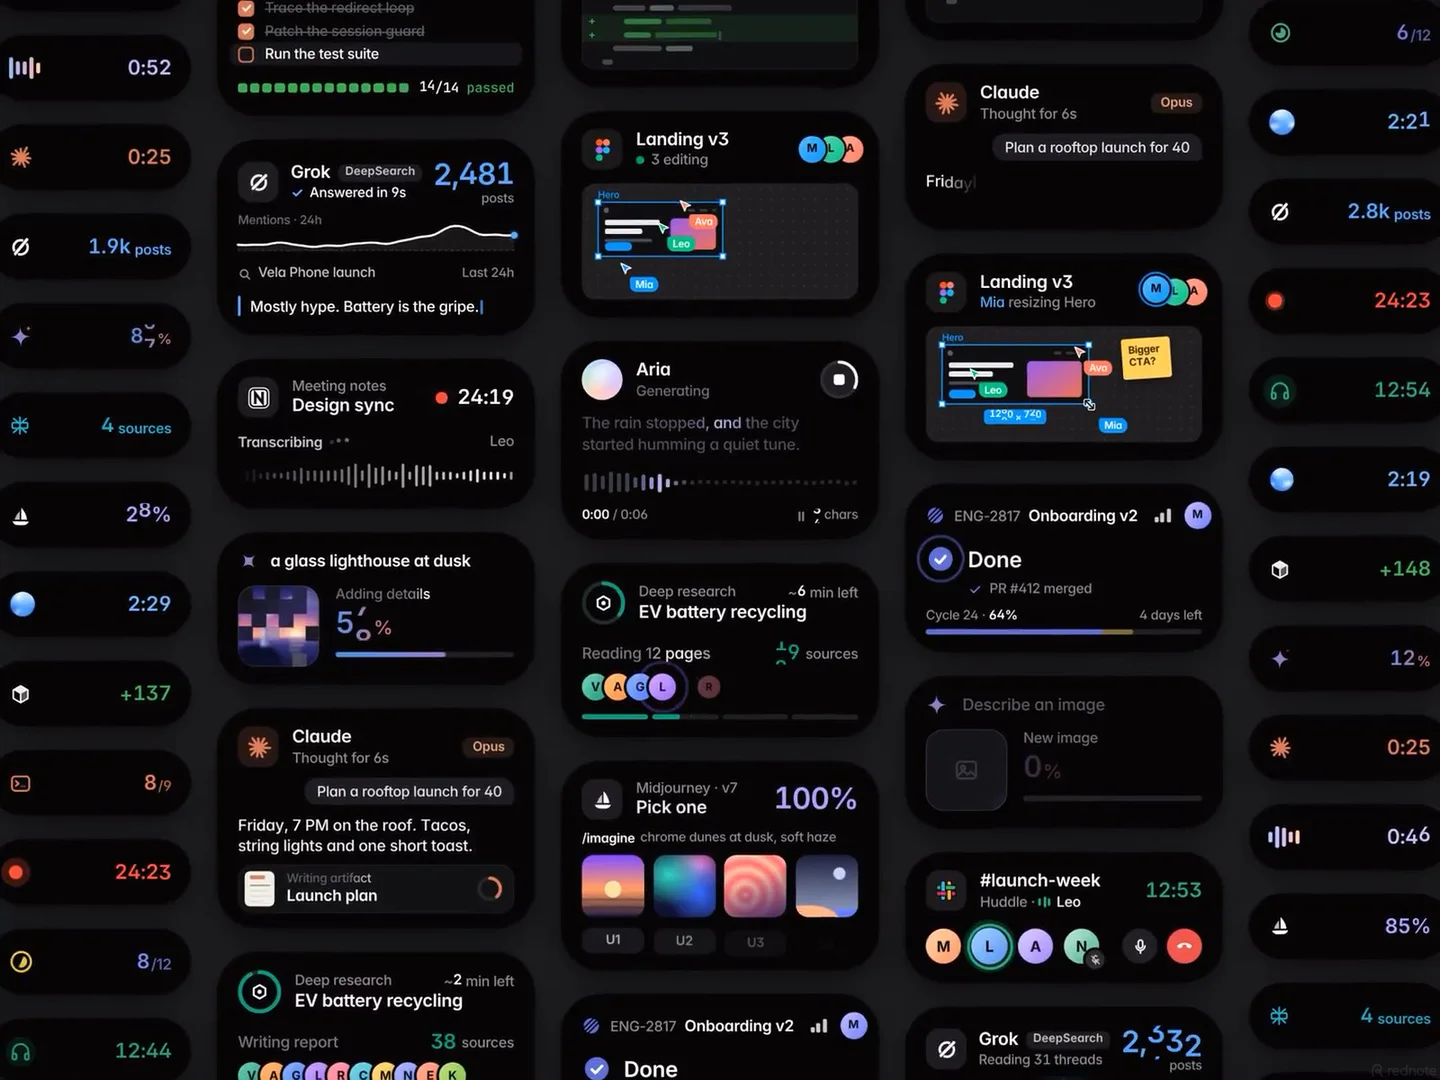 0:52
0:25
1.9k posts
%
4 sources
28%
2:29
+137
8/9
24:23
8/12
12:44
Trace the redirect loop
Patch the session guard
Run the test suite
14/14 passed
Grok DeepSearch
Answered in 9s
2,481
posts
Mentions · 24h
Vela Phone launch Last 24h
Mostly hype. Battery is the gripe.
Meeting notes
Design sync
24:19
Transcribing Leo
a glass lighthouse at dusk
Adding details
%
Claude
Thought for 6s
Opus
Plan a rooftop launch for 40
Friday, 7 PM on the roof. Tacos,
string lights and one short toast.
Writing artifact
Launch plan
Deep research
EV battery recycling
~2 min left
Writing report 38 sources
V A G L R C M N E K
+
+
Landing v3
3 editing
M L A
Hero
Ava
Leo
Mia
Aria
Generating
The rain stopped, and the city
started humming a quiet tune.
0:00 / 0:06
chars
Deep research
EV battery recycling
~6 min left
Reading 12 pages
sources
V A G L R
Midjourney · v7
Pick one
100%
/imagine chrome dunes at dusk, soft haze
U1 U2 U3
ENG-2817 Onboarding v2 M
Done
Claude
Thought for 6s
Opus
Plan a rooftop launch for 40
Friday
Landing v3
Mia resizing Hero
M L A
Hero
Bigger
CTA?
Ava
Leo
Mia
ENG-2817 Onboarding v2 M
Done
PR #412 merged
Cycle 24 · 64% 4 days left
Describe an image
New image
0%
#launch-week
Huddle · Leo
12:53
M L A N
Grok DeepSearch
Reading 31 threads
posts
6/12
2:21
2.8k posts
24:23
12:54
2:19
+148
12%
0:25
0:46
85%
4 sources
rednote